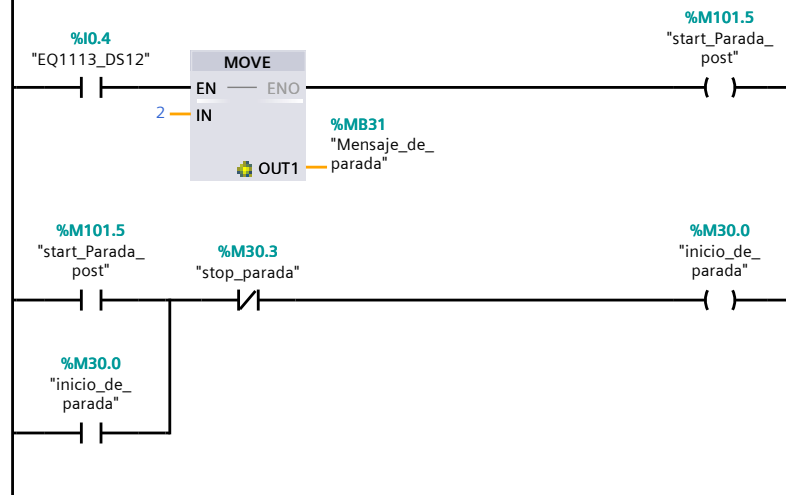 %I0.4
"EQ1113_DS12"
MOVE
EN
ENO
2
IN
OUT1
%MB31
"Mensaje_de_
parada"
%M101.5
"start_Parada_
post"
%M101.5
"start_Parada_
post"
%M30.3
"stop_parada"
%M30.0
"inicio_de_
parada"
%M30.0
"inicio_de_
parada"